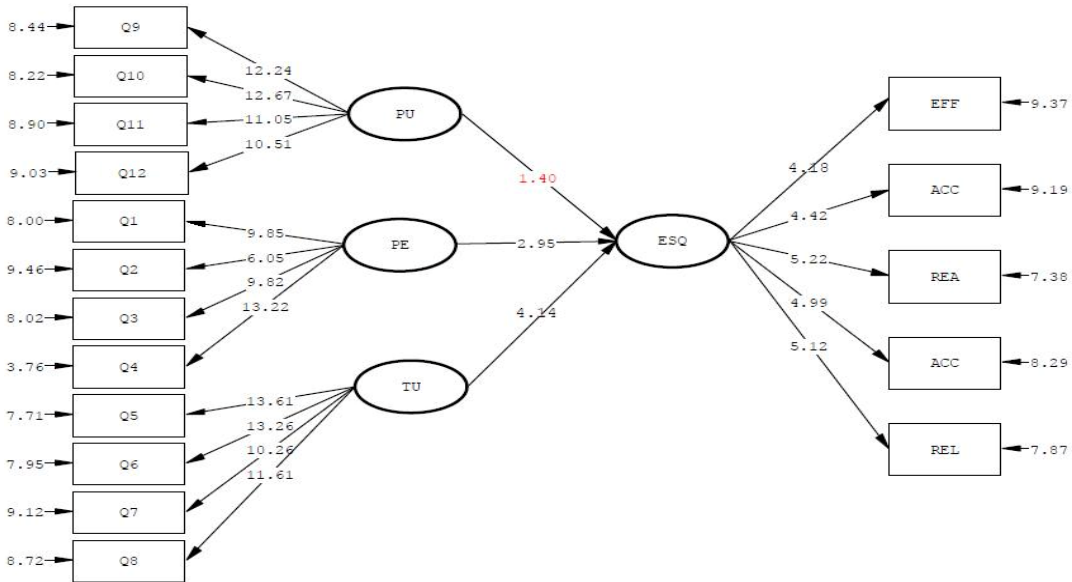 8.44 Q9
8.22 Q10
8.90 Q11
9.03 Q12
8.00 Q1
9.46 Q2
8.02 Q3
3.76 Q4
7.71 Q5
7.95 Q6
9.12 Q7
8.72 Q8
12.24
12.67
11.05
10.51
9.85
6.05
9.82
13.22
13.61
13.26
10.26
11.61
PU
PE
TU
1.40
2.95
4.14
ESQ
4.18
4.42
5.22
4.99
5.12
EFF 9.37
ACC 9.19
REA 7.38
ACC 8.29
REL 7.87